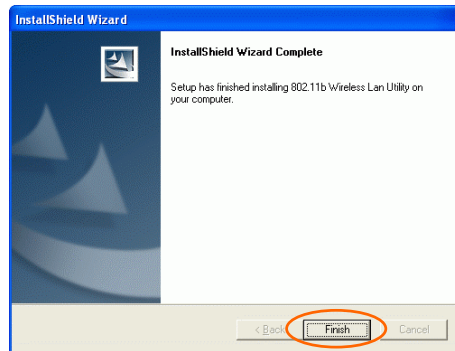 InstallShield Wizard
InstallShield Wizard Complete
Setup has finished installing 802.11b Wireless Lan Utility on
your computer.
< Back
Finish
Cancel